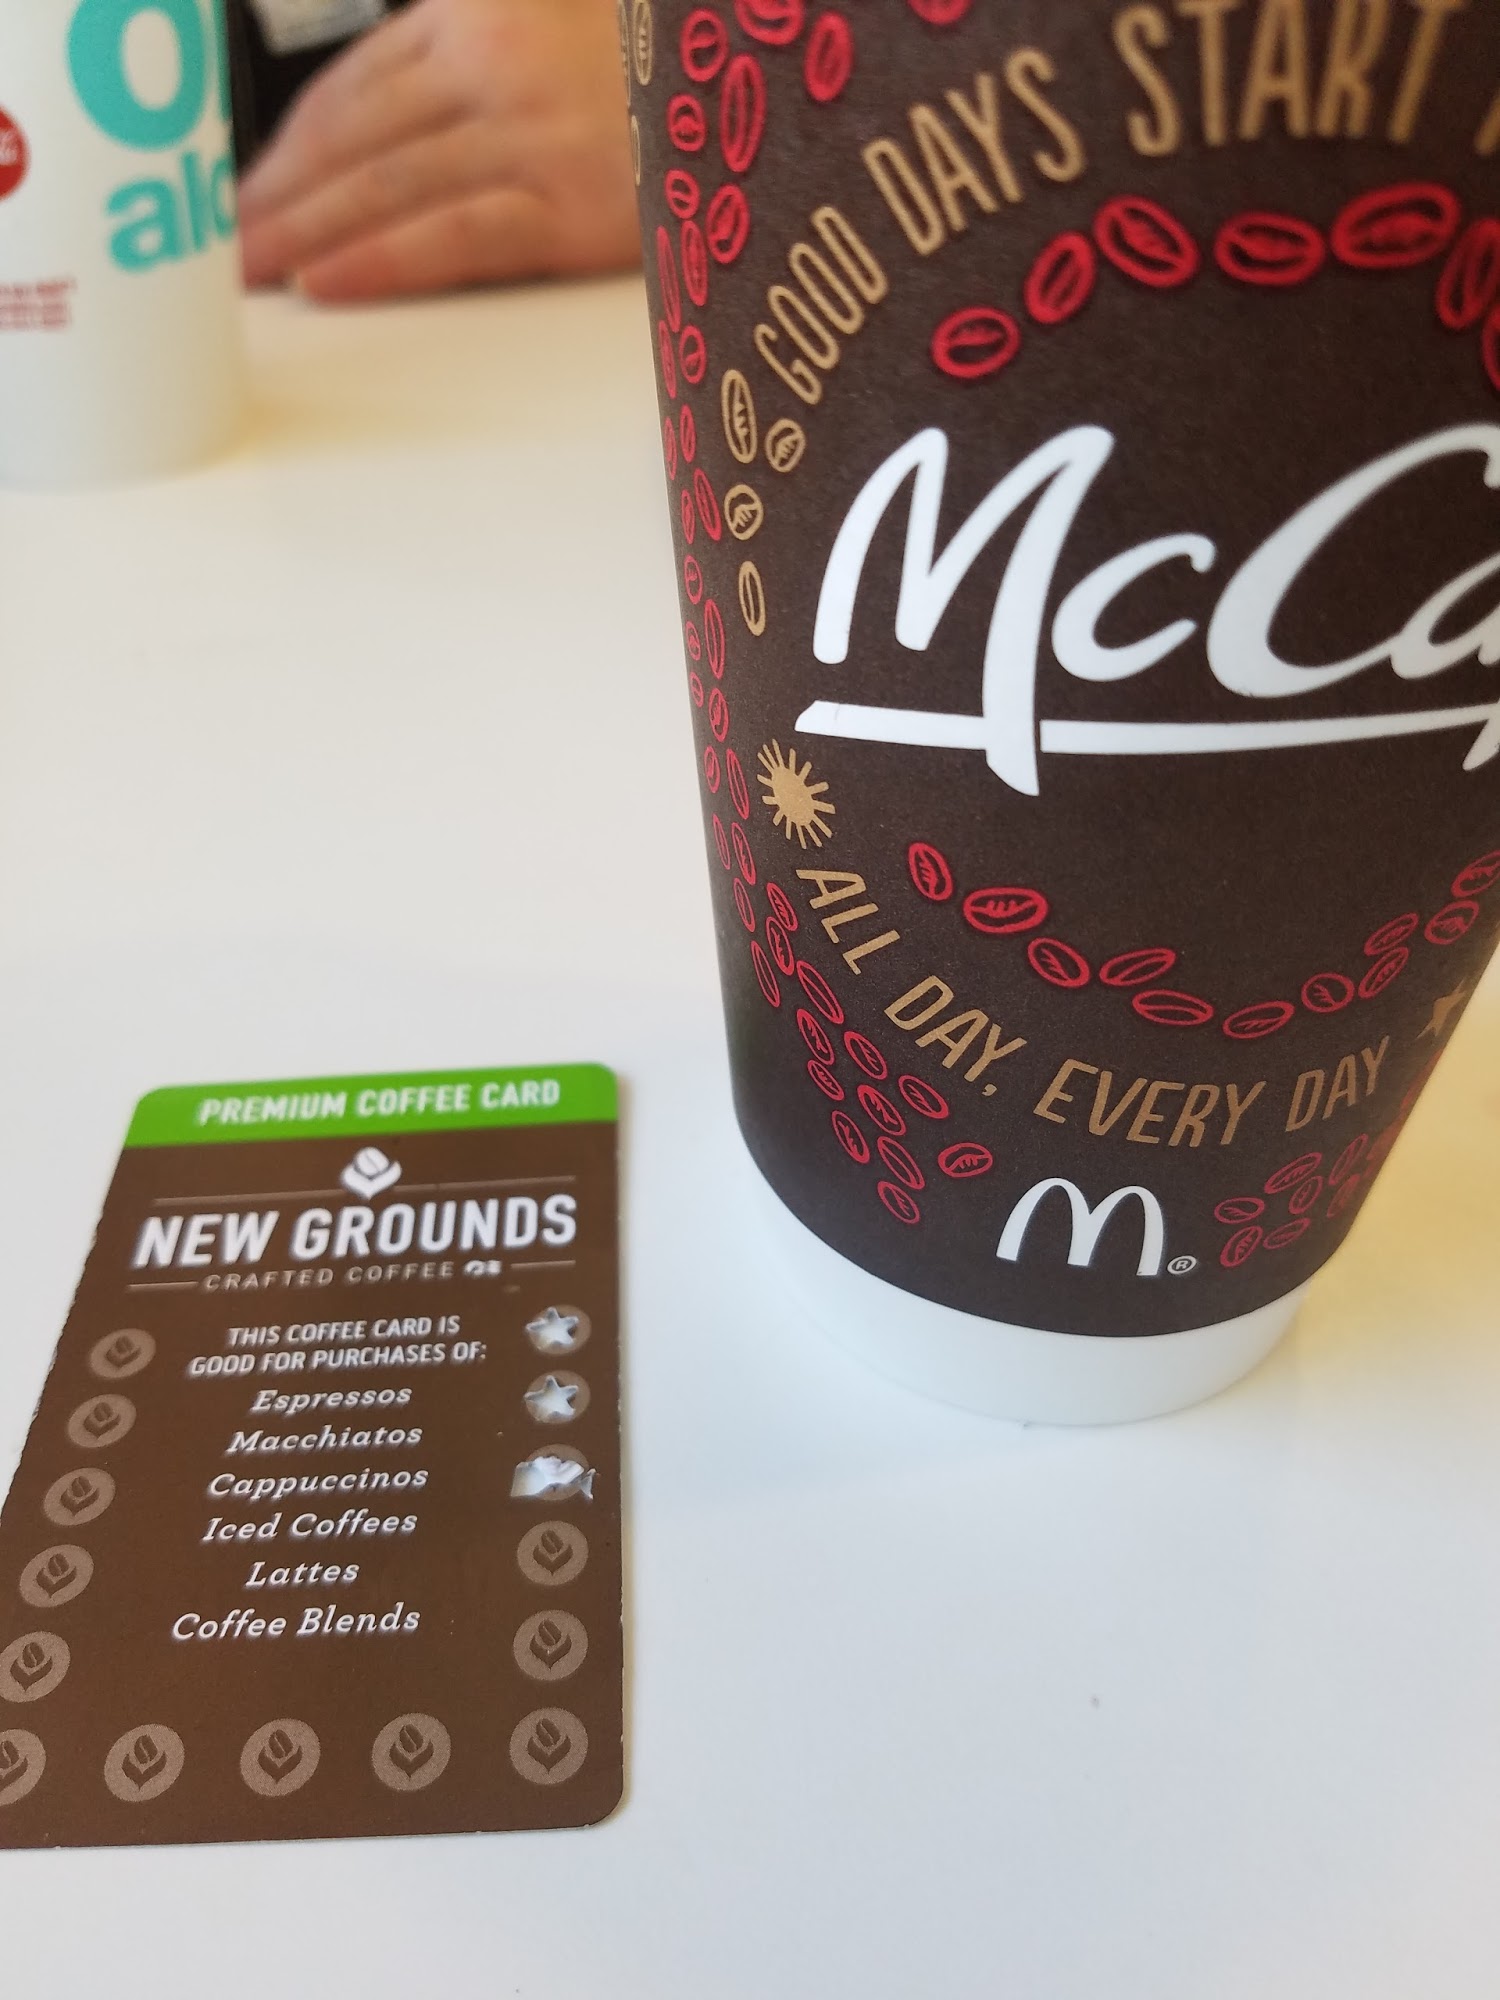 GOOD DAYS START
McCa
ALL DAY, EVERY DAY
M®
PREMIUM COFFEE CARD
NEW GROUNDS
CRAFTED COFFEE
THIS COFFEE CARD IS
GOOD FOR PURCHASES OF:
Espressos
Macchiatos
Cappuccinos
Iced Coffees
Lattes
Coffee Blends